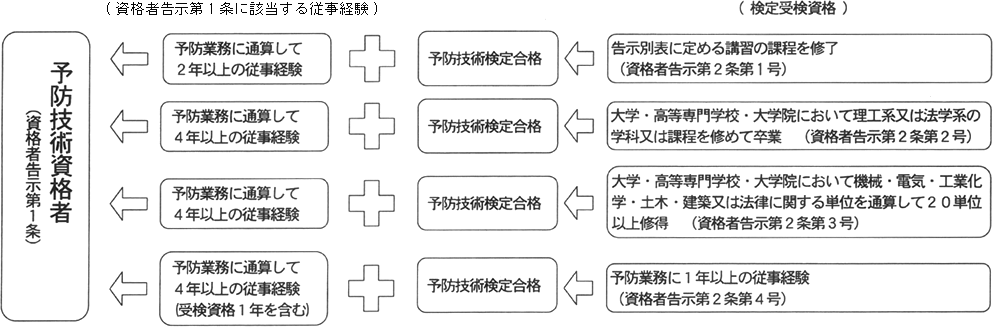 （資格者告示第１条に該当する従事経験）
（検定受検資格）
予防技術資格者
（資格者告示第１条）
予防業務に通算して
２年以上の従事経験
予防技術検定合格
告示別表に定める講習の課程を修了
（資格者告示第２条第１号）
予防業務に通算して
４年以上の従事経験
予防技術検定合格
大学・高等専門学校・大学院において理工系又は法学系の
学科又は課程を修めて卒業　（資格者告示第２条第２号）
予防業務に通算して
４年以上の従事経験
予防技術検定合格
大学・高等専門学校・大学院において機械・電気・工業化
学・土木・建築又は法律に関する単位を通算して２０単位
以上修得　（資格者告示第２条第３号）
予防業務に通算して
４年以上の従事経験
(受検資格１年を含む)
予防技術検定合格
予防業務に１年以上の従事経験
（資格者告示第２条第４号）